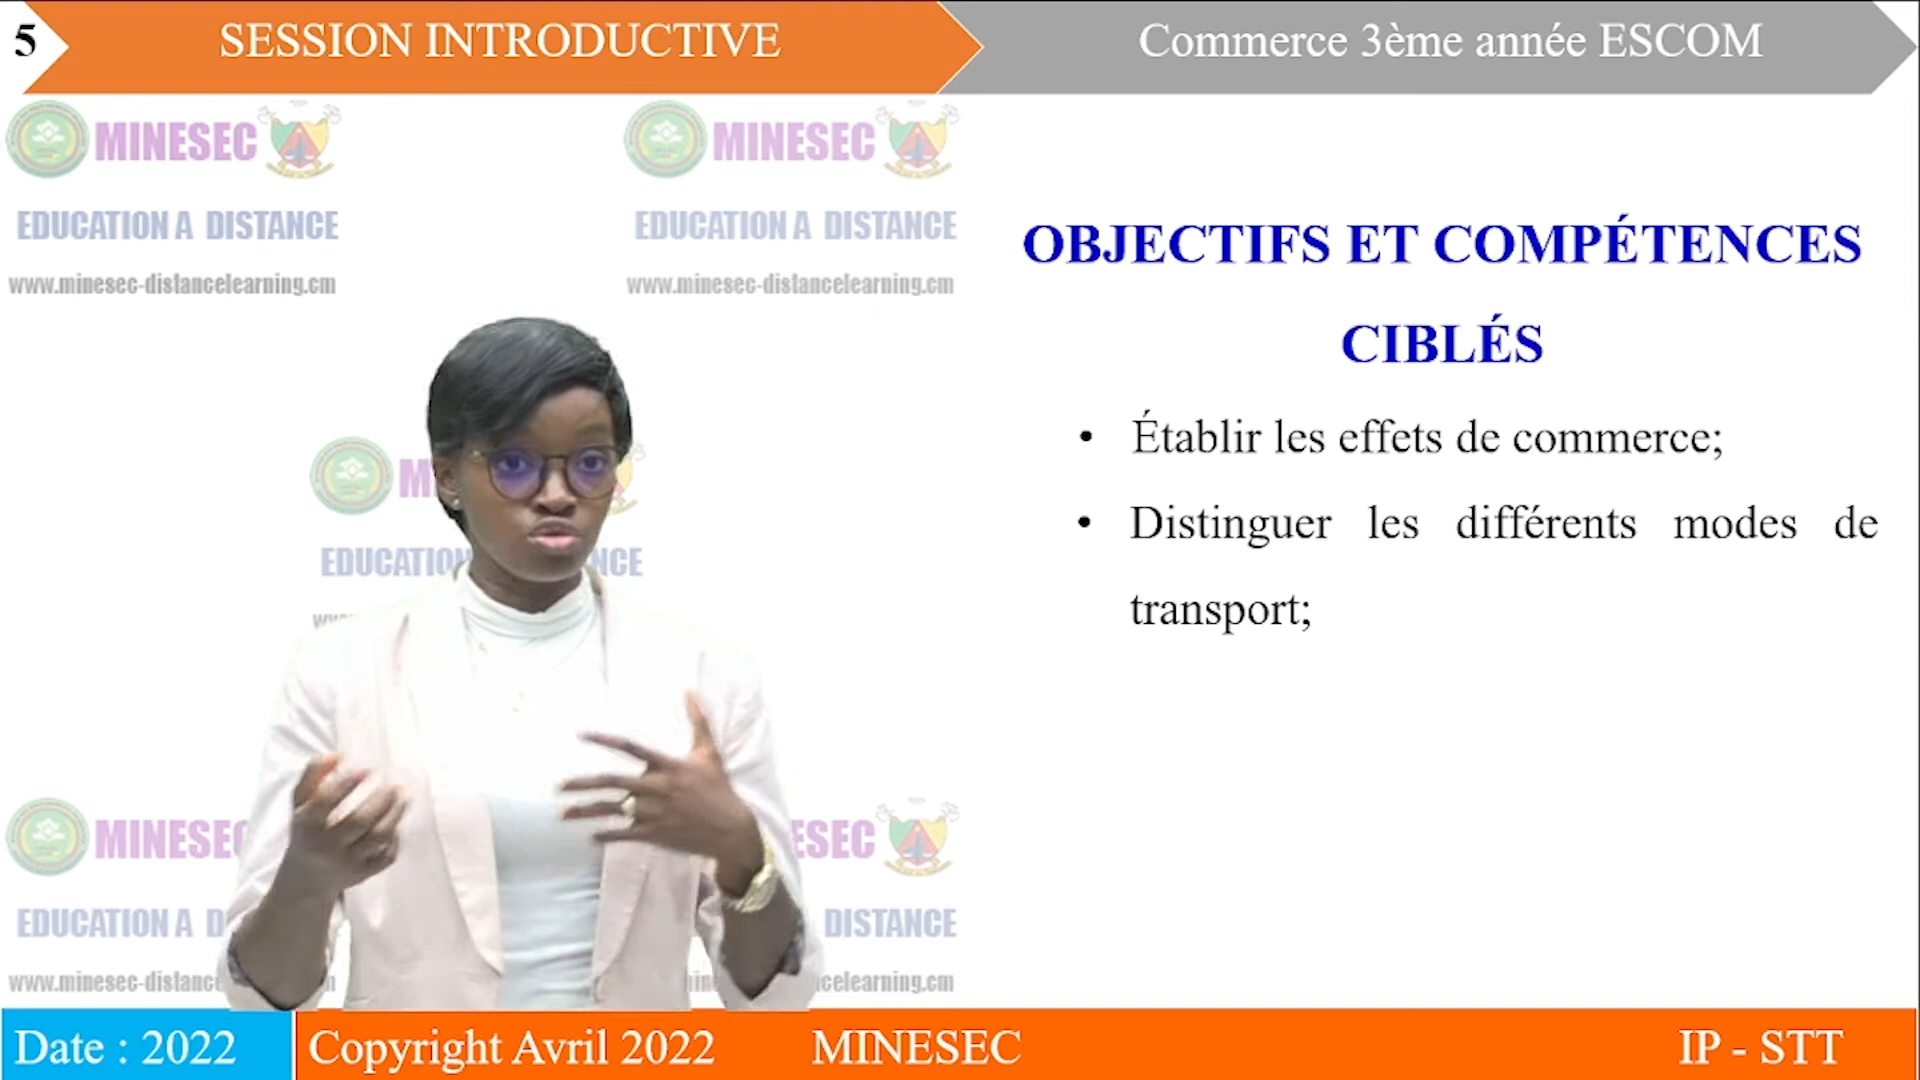 5
SESSION INTRODUCTIVE
Commerce 3ème année ESCOM
MINESEC
EDUCATION A DISTANCE
www.minesec-distancelearning.cm
MINESEC
EDUCATION A DISTANCE
www.minesec-distancelearning.cm
OBJECTIFS ET COMPÉTENCES
CIBLÉS
• Établir les effets de commerce;
• Distinguer les différents modes de
transport;
Date : 2022
Copyright Avril 2022
MINESEC
IP - STT